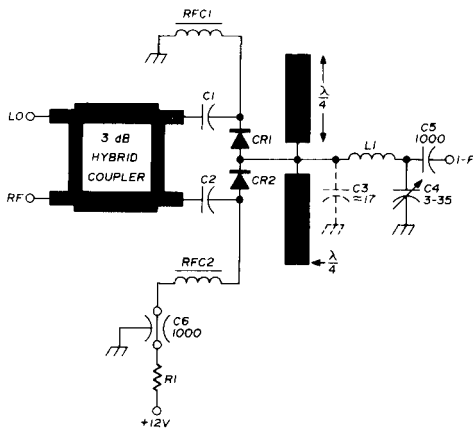 RFC1
C1
LO
3 dB
HYBRID
COUPLER
CR1
λ/4
L1
C5
1000
I-F
RF
C2
CR2
C3
≈17
C4
3-35
λ/4
RFC2
C6
1000
R1
+12V